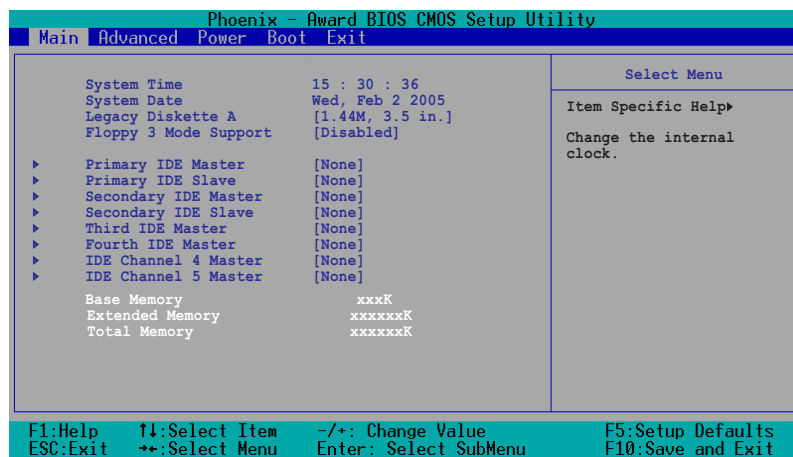 Phoenix - Award BIOS CMOS Setup Utility
Main Advanced Power Boot Exit
System Time 15 : 30 : 36
System Date Wed, Feb 2 2005
Legacy Diskette A [1.44M, 3.5 in.]
Floppy 3 Mode Support [Disabled]
Primary IDE Master [None]
Primary IDE Slave [None]
Secondary IDE Master [None]
Secondary IDE Slave [None]
Third IDE Master [None]
Fourth IDE Master [None]
IDE Channel 4 Master [None]
IDE Channel 5 Master [None]
Base Memory xxxK
Extended Memory xxxxxxK
Total Memory xxxxxxK
Select Menu
Item Specific Help▶
Change the internal
clock.
F1:Help ↑↓:Select Item -/+: Change Value F5:Setup Defaults
ESC:Exit →←:Select Menu Enter: Select SubMenu F10:Save and Exit